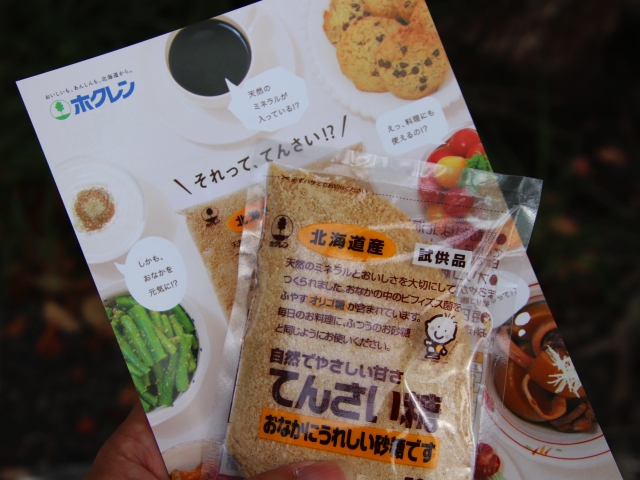 おいしいも、あんしんも、北海道から。
ホクレン
天然の
ミネラルが
入っている!?
えっ、料理にも
使えるの!?
それって、てんさい!?
しかも、
おなかを
元気に!?
北海道産
試供品
天然のミネラルとおいしさを大切にして
つくられました。おなかの中のビフィズス菌を
ふやすオリゴ糖が含まれています。
毎日のお料理に、ふつうのお砂糖
と同じようにお使いください。
自然でやさしい甘さ
てんさい糖
おなかにうれしい砂糖です